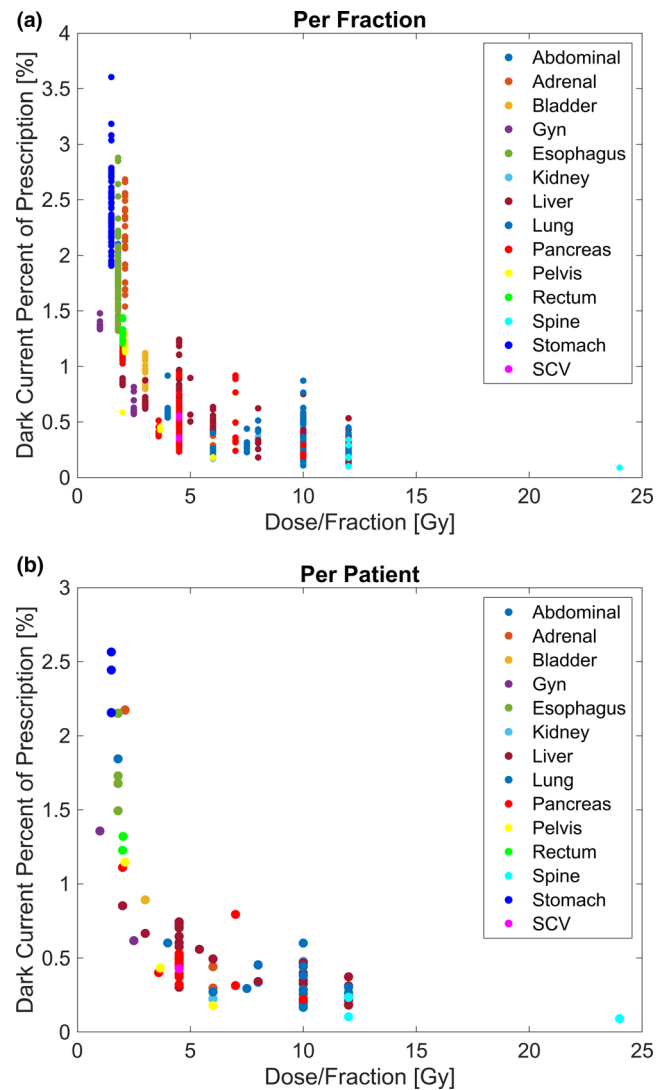 (a)
Per Fraction
Dark Current Percent of Prescription [%]
4
3.5
3
2.5
2
1.5
1
0.5
0
0 5 10 15 20 25
Dose/Fraction [Gy]
Abdominal
Adrenal
Bladder
Gyn
Esophagus
Kidney
Liver
Lung
Pancreas
Pelvis
Rectum
Spine
Stomach
SCV
(b)
Per Patient
Dark Current Percent of Prescription [%]
3
2.5
2
1.5
1
0.5
0
0 5 10 15 20 25
Dose/Fraction [Gy]
Abdominal
Adrenal
Bladder
Gyn
Esophagus
Kidney
Liver
Lung
Pancreas
Pelvis
Rectum
Spine
Stomach
SCV